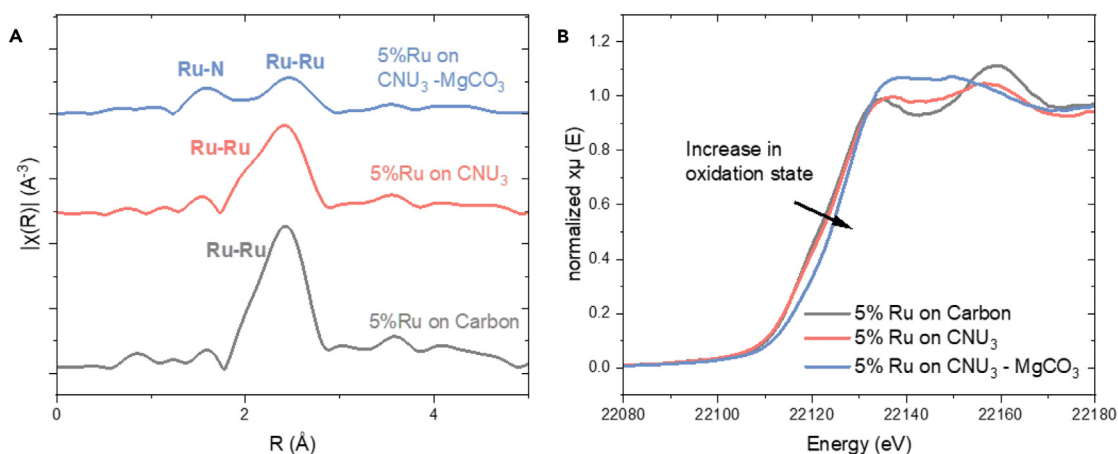 A
|χ(R)| (A⁻³)
Ru-N
Ru-Ru
5%Ru on
CNU₃ -MgCO₃
Ru-Ru
5%Ru on CNU₃
Ru-Ru
5%Ru on Carbon
0
2
4
R (Å)
B
normalized xμ (E)
1.2
1.0
0.8
0.6
0.4
0.2
0.0
Increase in
oxidation state
5% Ru on Carbon
5% Ru on CNU₃
5% Ru on CNU₃ - MgCO₃
22080
22100
22120
22140
22160
22180
Energy (eV)